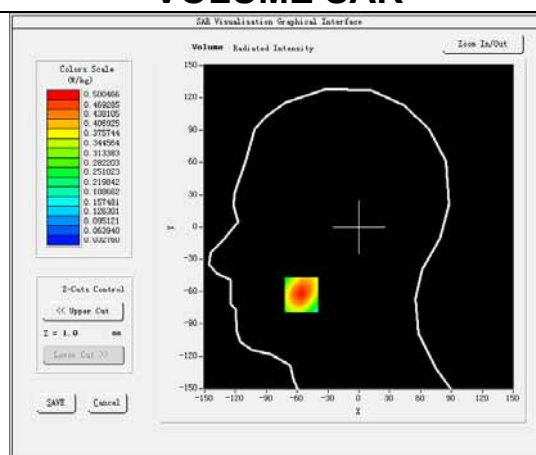 VOLUME SAR
SAR Visualisation Graphical Interface
Volume Radiated Intensity
Zoom In/Out
Colors Scale
(W/kg)
0.500466
0.469285
0.438105
0.406925
0.375744
0.344564
0.313383
0.282203
0.251023
0.219842
0.188662
0.157481
0.126301
0.095121
0.063940
0.032760
Z-Cuts Control
<< Upper Cut
Z = 1.0 mm
Lower Cut >>
SAVE
Cancel
150
120
90
60
30
0
-30
-60
-90
-120
-150
Y
-150 -120 -90 -60 -30 0 30 60 90 120 150
X